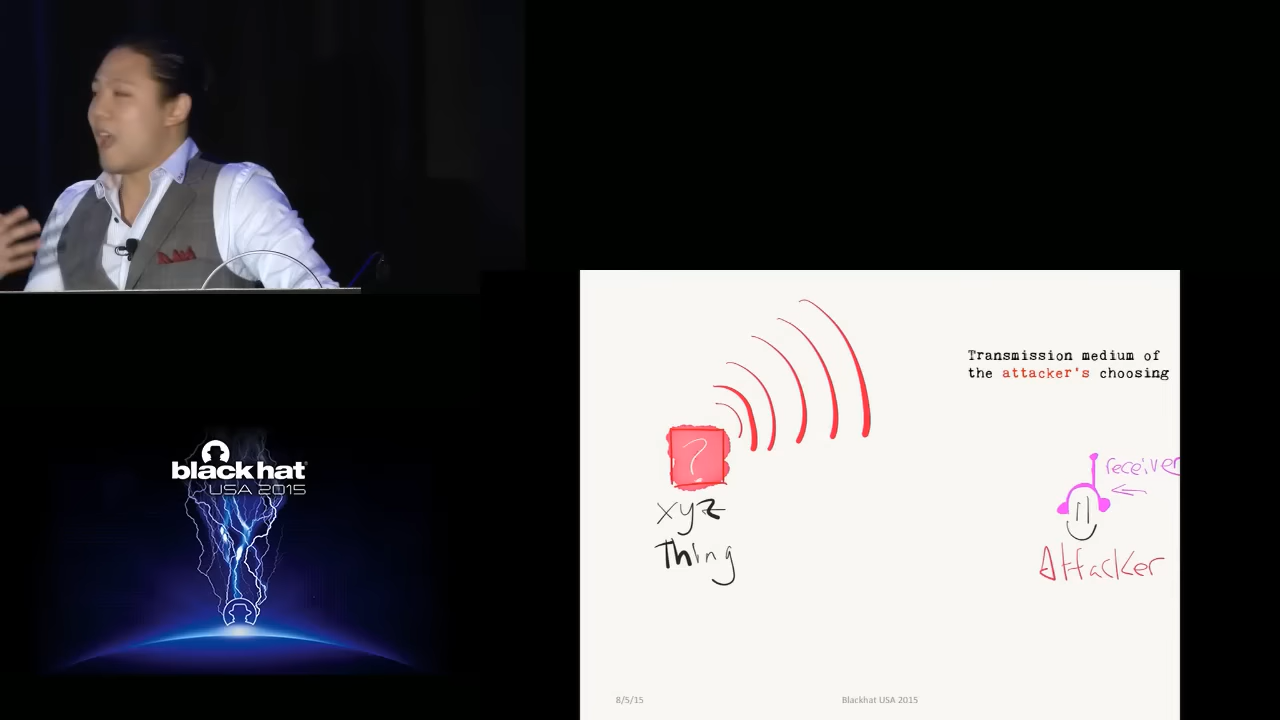 black hat
USA 2015
Transmission medium of
the attacker's choosing
?
receiver
xyz
Thing
Attacker
8/5/15
Blackhat USA 2015